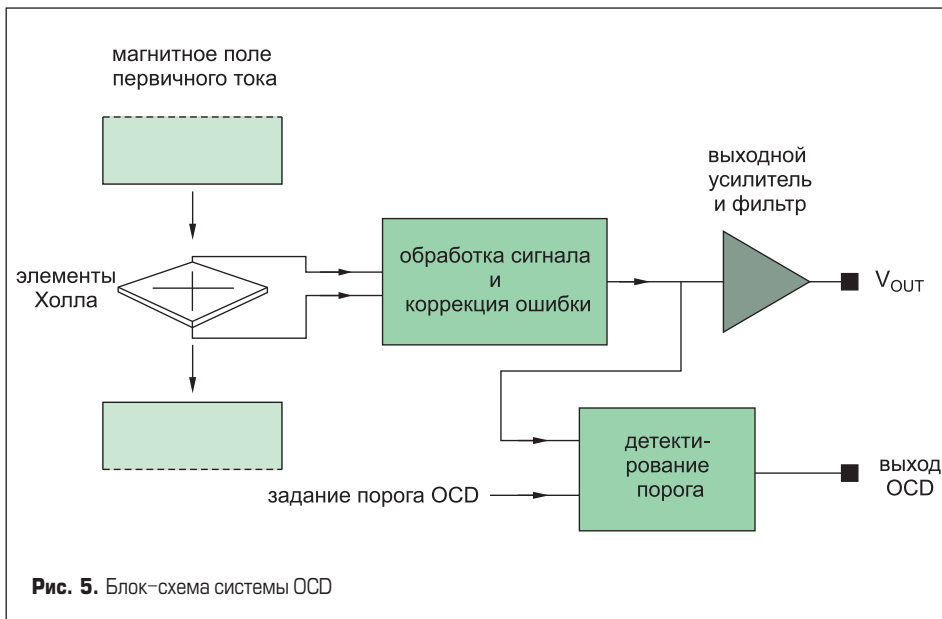 магнитное поле
первичного тока
выходной
усилитель
и фильтр
элементы
Холла
обработка сигнала
и
коррекция ошибки
VOUT
детекти-
рование
порога
задание порога OCD
выход
OCD
Рис. 5. Блок-схема системы OCD